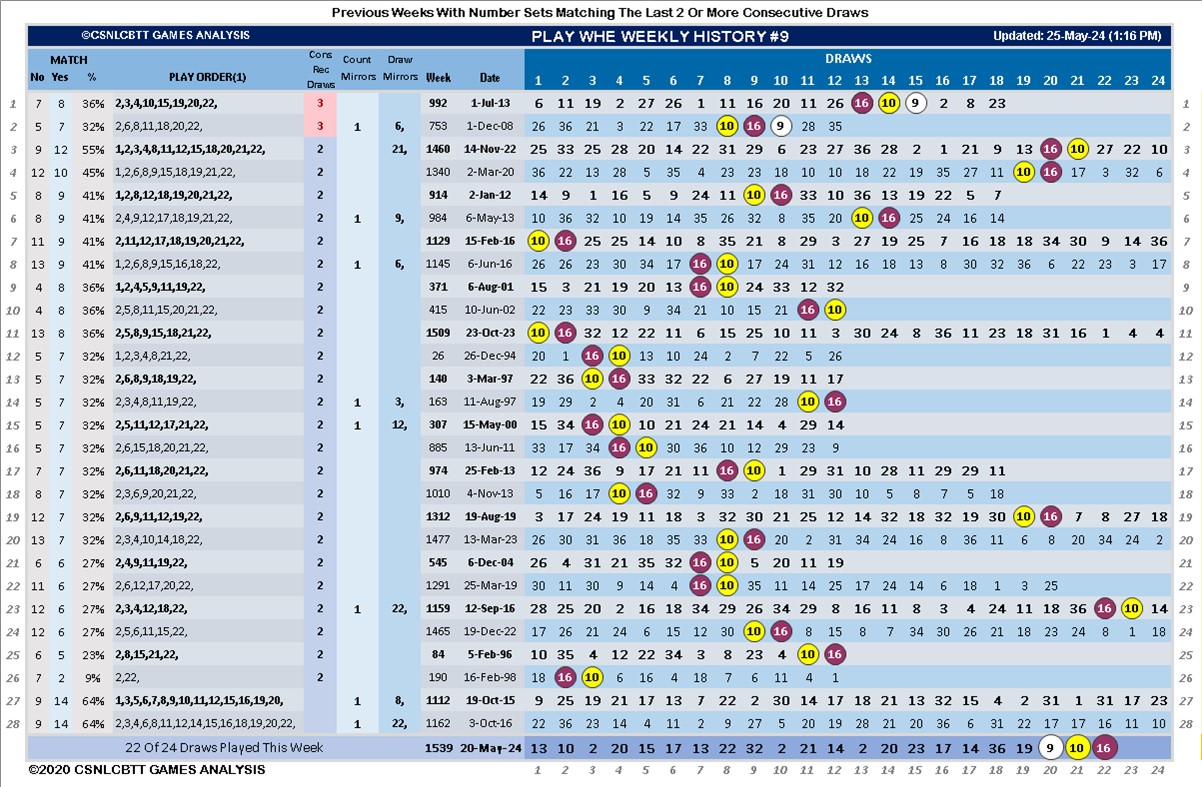 Previous Weeks With Number Sets Matching The Last 2 Or More Consecutive Draws
©CSNLCBTT GAMES ANALYSIS PLAY WHE WEEKLY HISTORY #9 Updated: 25-May-24 (1:16 PM)
MATCH Cons Count Draw DRAWS
No Yes % PLAY ORDER(1) Rec Draws Mirrors Mirrors Week Date 1 2 3 4 5 6 7 8 9 10 11 12 13 14 15 16 17 18 19 20 21 22 23 24
1 7 8 36% 2,3,4,10,15,19,20,22, 3 992 1-Jul-13 6 11 19 2 27 26 1 11 16 20 11 26 16 10 9 2 8 23 1
2 5 7 32% 2,6,8,11,18,20,22, 3 1 6, 753 1-Dec-08 26 36 21 3 22 17 33 10 16 9 28 35 2
3 9 12 55% 1,2,3,4,8,11,12,15,18,20,21,22, 2 21, 1460 14-Nov-22 25 33 25 28 20 14 22 31 29 6 23 27 36 28 2 1 21 9 13 16 10 27 22 10 3
4 12 10 45% 1,2,6,8,9,15,18,19,21,22, 2 1340 2-Mar-20 36 22 13 28 5 35 4 23 23 18 10 10 18 22 19 35 27 11 10 16 17 3 32 6 4
5 8 9 41% 1,2,8,12,18,19,20,21,22, 2 914 2-Jan-12 14 9 1 16 5 9 24 11 10 16 33 10 36 13 19 22 5 7 5
6 8 9 41% 2,4,9,12,17,18,19,21,22, 2 1 9, 984 6-May-13 10 36 32 10 19 14 35 26 32 8 35 20 10 16 25 24 16 14 6
7 11 9 41% 2,11,12,17,18,19,20,21,22, 2 1129 15-Feb-16 10 16 25 25 14 10 8 35 21 8 29 3 27 19 25 7 16 18 18 34 30 9 14 36 7
8 13 9 41% 1,2,6,8,9,15,16,18,22, 2 1 6, 1145 6-Jun-16 26 26 23 30 34 17 16 10 17 24 31 12 16 18 13 8 30 32 36 6 22 23 3 17 8
9 4 8 36% 1,2,4,5,9,11,19,22, 2 371 6-Aug-01 15 3 21 19 20 13 16 10 24 33 12 32 9
10 4 8 36% 2,5,8,11,15,20,21,22, 2 415 10-Jun-02 22 23 33 30 9 34 21 10 15 21 16 10 10
11 13 8 36% 2,5,8,9,15,18,21,22, 2 1509 23-Oct-23 10 16 32 12 22 11 6 15 25 10 11 3 30 24 8 36 11 23 18 31 16 1 4 4 11
12 5 7 32% 1,2,3,4,8,21,22, 2 26 26-Dec-94 20 1 16 10 13 10 24 2 7 22 5 26 12
13 5 7 32% 2,6,8,9,18,19,22, 2 140 3-Mar-97 22 36 10 16 33 32 22 6 27 19 11 17 13
14 5 7 32% 2,3,4,8,11,19,22, 2 1 3, 163 11-Aug-97 19 29 2 4 20 31 6 21 22 28 10 16 14
15 5 7 32% 2,5,11,12,17,21,22, 2 1 12, 307 15-May-00 15 34 16 10 10 21 24 21 14 4 29 14 15
16 5 7 32% 2,6,15,18,20,21,22, 2 885 13-Jun-11 33 17 34 16 10 30 36 10 12 29 23 9 16
17 7 7 32% 2,6,11,18,20,21,22, 2 974 25-Feb-13 12 24 36 9 17 21 11 16 10 1 29 31 10 28 11 29 29 11 17
18 8 7 32% 2,3,6,9,20,21,22, 2 1010 4-Nov-13 5 16 17 10 16 32 9 33 2 18 31 30 10 5 8 7 5 18 18
19 12 7 32% 2,6,9,11,12,19,22, 2 1312 19-Aug-19 3 17 24 19 11 18 3 32 30 21 25 12 14 32 18 32 19 30 10 16 7 8 27 18 19
20 13 7 32% 2,3,4,10,14,18,22, 2 1477 13-Mar-23 26 30 31 36 18 35 33 10 16 20 2 31 34 24 16 8 36 11 6 8 20 34 24 2 20
21 6 6 27% 2,4,9,11,19,22, 2 545 6-Dec-04 26 4 31 21 35 32 16 10 5 20 11 19 21
22 11 6 27% 2,6,12,17,20,22, 2 1291 25-Mar-19 30 11 30 9 14 4 16 10 35 11 14 25 17 24 14 6 18 1 3 25 22
23 12 6 27% 2,3,4,12,18,22, 2 1 22, 1159 12-Sep-16 28 25 20 2 16 18 34 29 26 34 29 8 16 11 8 3 4 24 11 18 36 16 10 14 23
24 12 6 27% 2,5,6,11,15,22, 2 1465 19-Dec-22 17 26 21 24 6 15 12 30 10 16 8 15 8 7 34 30 26 21 18 23 24 8 1 18 24
25 6 5 23% 2,8,15,21,22, 2 84 5-Feb-96 10 35 4 12 22 34 3 8 23 4 10 16 25
26 7 2 9% 2,22, 2 190 16-Feb-98 18 16 10 6 16 4 18 7 6 11 4 1 26
27 9 14 64% 1,3,5,6,7,8,9,10,11,12,15,16,19,20, 1 8, 1112 19-Oct-15 9 25 19 21 17 13 16 2 30 2 14 17 18 21 27 13 32 15 4 2 31 1 31 17 23 27
28 9 14 64% 2,3,4,6,8,11,12,14,15,16,18,19,20,22, 1 22, 1162 3-Oct-16 22 36 23 14 4 11 2 9 27 5 20 19 19 28 21 20 36 6 31 22 17 17 16 11 10 28
22 Of 24 Draws Played This Week 1539 20-May-24 13 10 2 20 15 17 13 22 32 2 21 14 2 20 23 17 14 36 19 9 10 16
©2020 CSNLCBTT GAMES ANALYSIS 1 2 3 4 5 6 7 8 9 10 11 12 13 14 15 16 17 18 19 20 21 22 23 24